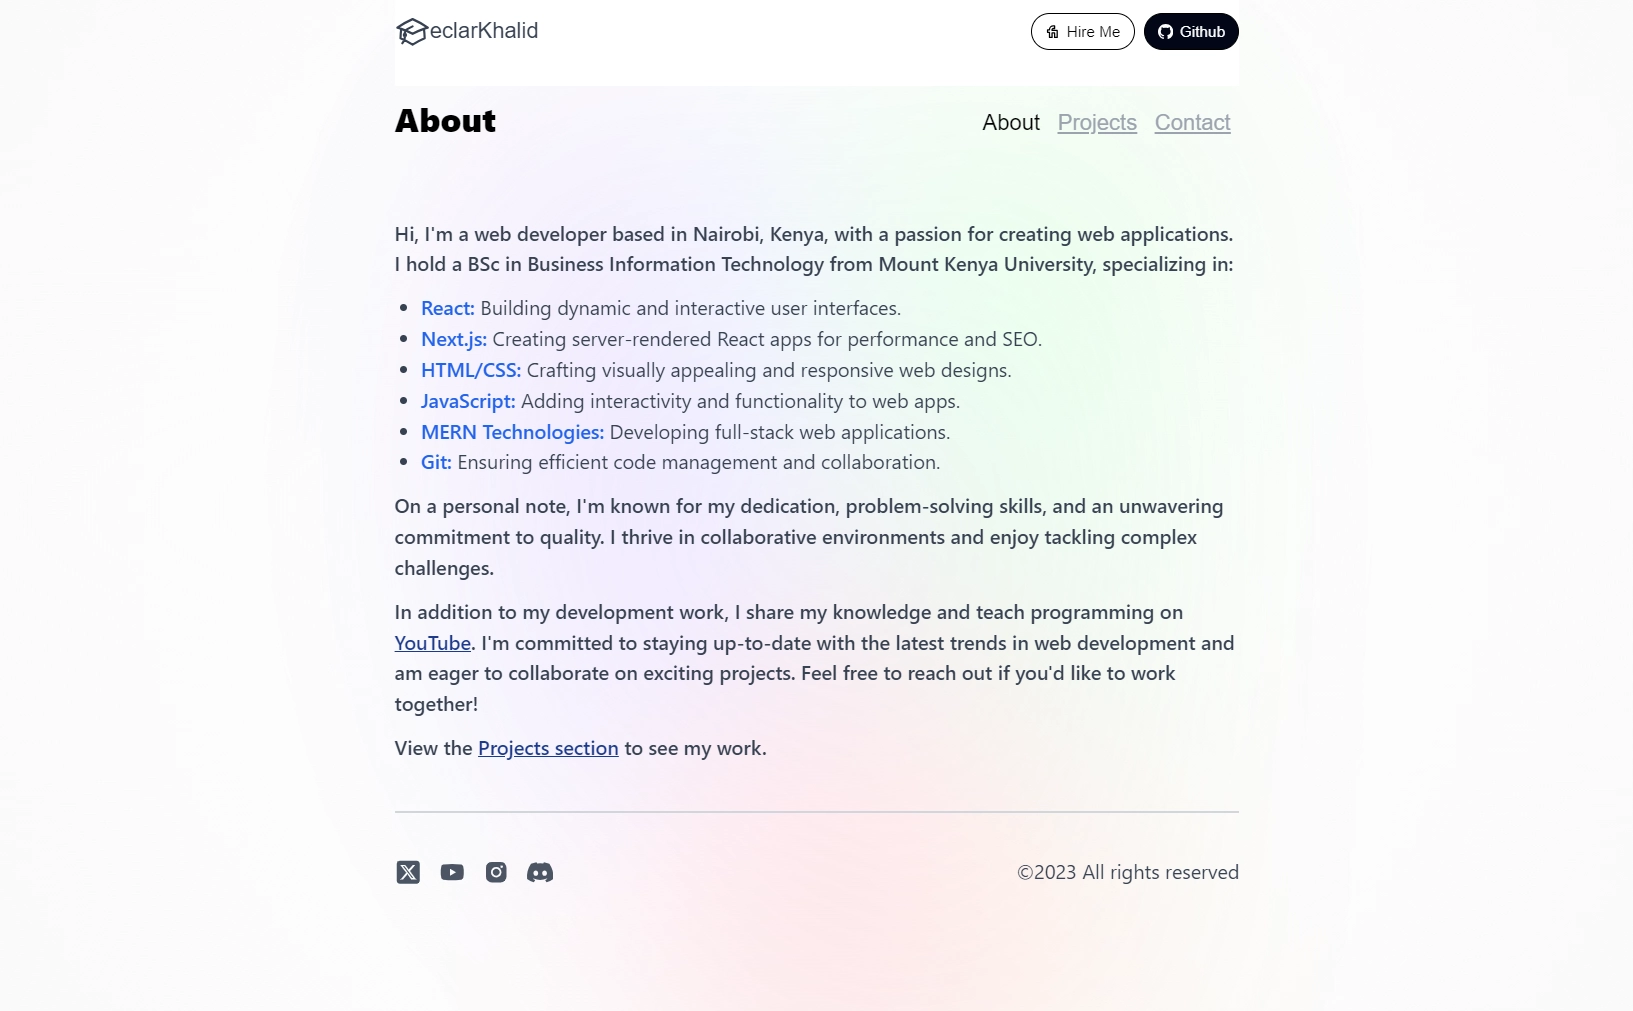 eclarKhalid
Hire Me
Github
About
About Projects Contact
Hi, I'm a web developer based in Nairobi, Kenya, with a passion for creating web applications.
I hold a BSc in Business Information Technology from Mount Kenya University, specializing in:
• React: Building dynamic and interactive user interfaces.
• Next.js: Creating server-rendered React apps for performance and SEO.
• HTML/CSS: Crafting visually appealing and responsive web designs.
• JavaScript: Adding interactivity and functionality to web apps.
• MERN Technologies: Developing full-stack web applications.
• Git: Ensuring efficient code management and collaboration.
On a personal note, I'm known for my dedication, problem-solving skills, and an unwavering
commitment to quality. I thrive in collaborative environments and enjoy tackling complex
challenges.
In addition to my development work, I share my knowledge and teach programming on
YouTube. I'm committed to staying up-to-date with the latest trends in web development and
am eager to collaborate on exciting projects. Feel free to reach out if you'd like to work
together!
View the Projects section to see my work.
©2023 All rights reserved